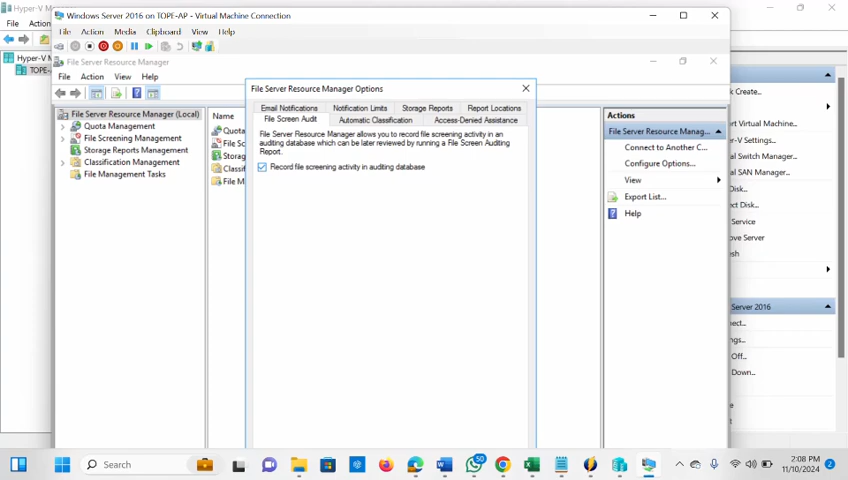 Hyper-V M
File
Action
Hyper-V M
TOPE-
Windows Server 2016 on TOPE-AP - Virtual Machine Connection
File Action Media Clipboard View Help
File Server Resource Manager
File Action View Help
File Server Resource Manager (Local)
Quota Management
File Screening Management
Storage Reports Management
Classification Management
File Management Tasks
Name
Quota
File Sc
Storag
Classif
File M
File Server Resource Manager Options
Email Notifications Notification Limits Storage Reports Report Locations
File Screen Audit Automatic Classification Access-Denied Assistance
File Server Resource Manager allows you to record file screening activity in an
auditing database which can later reviewed by running a File Screen Auditing
Report.
Record file screening activity in auditing database
Actions
File Server Resource Manag...
Connect to Another C...
Configure Options...
View
Export List...
Help
k Create...
ort Virtual Machine...
r-V Settings...
al Switch Manager...
al SAN Manager...
Disk...
ect Disk...
Service
ove Server
esh
Server 2016
ect...
ngs...
Off...
Down...
Search
50
2:08 PM
11/10/2024
2